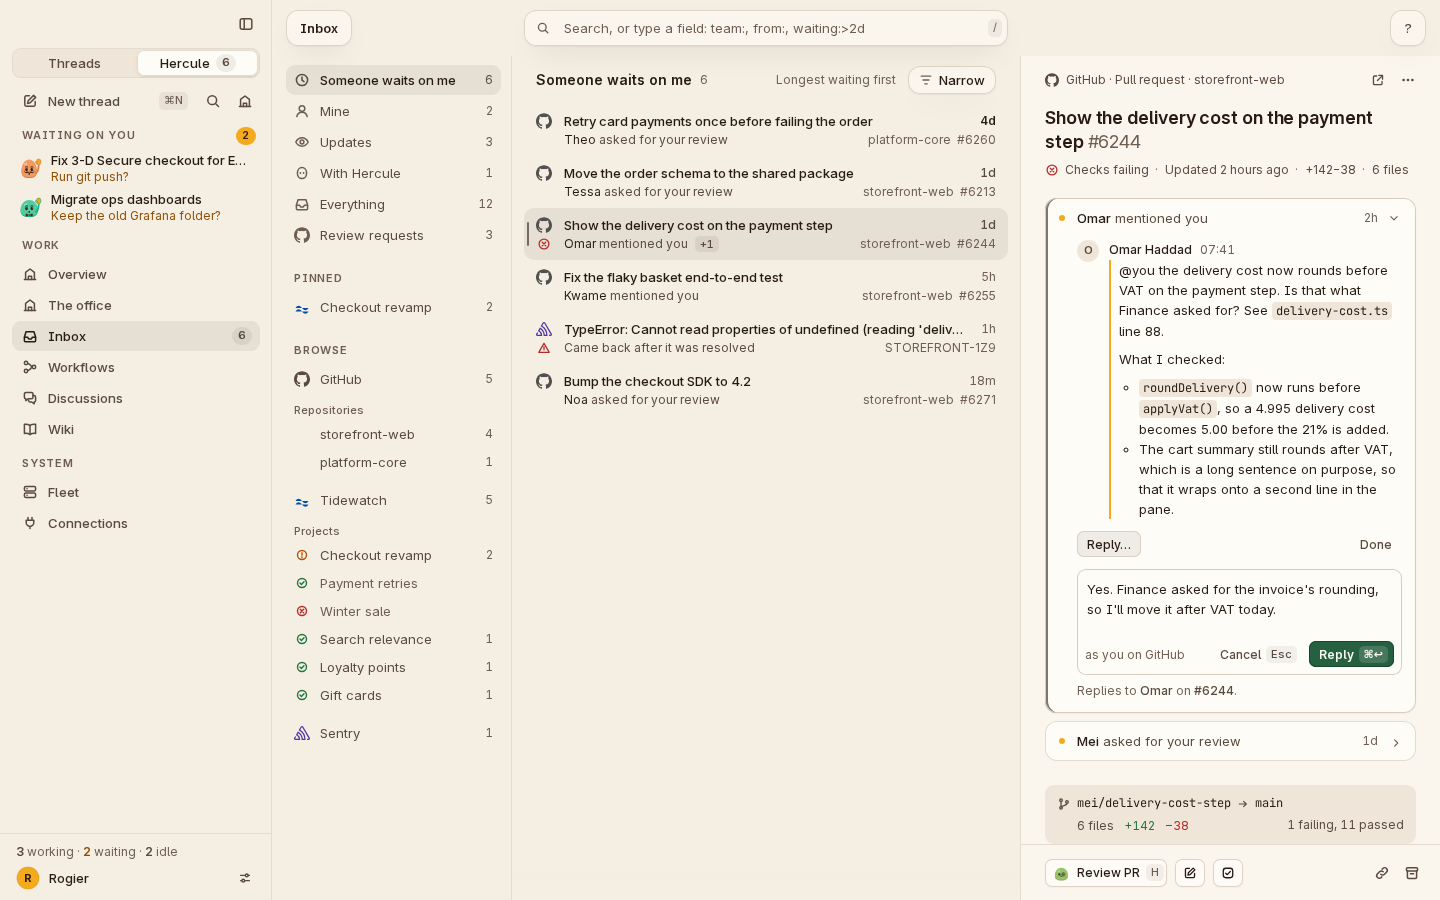 Threads
Hercule 6
New thread ⌘N
WAITING ON YOU 2
Fix 3-D Secure checkout for E…
Run git push?
Migrate ops dashboards
Keep the old Grafana folder?
WORK
Overview
The office
Inbox 6
Workflows
Discussions
Wiki
SYSTEM
Fleet
Connections
3 working · 2 waiting · 2 idle
R Rogier
Inbox
Someone waits on me 6
Mine 2
Updates 3
With Hercule 1
Everything 12
Review requests 3
PINNED
Checkout revamp 2
BROWSE
GitHub 5
Repositories
storefront-web 4
platform-core 1
Tidewatch 5
Projects
Checkout revamp 2
Payment retries
Winter sale
Search relevance 1
Loyalty points 1
Gift cards 1
Sentry 1
Search, or type a field: team:, from:, waiting:>2d /
?
Someone waits on me 6 Longest waiting first Narrow
Retry card payments once before failing the order 4d
Theo asked for your review platform-core #6260
Move the order schema to the shared package 1d
Tessa asked for your review storefront-web #6213
Show the delivery cost on the payment step 1d
Omar mentioned you +1 storefront-web #6244
Fix the flaky basket end-to-end test 5h
Kwame mentioned you storefront-web #6255
TypeError: Cannot read properties of undefined (reading 'deliv… 1h
Came back after it was resolved STOREFRONT-1Z9
Bump the checkout SDK to 4.2 18m
Noa asked for your review storefront-web #6271
GitHub · Pull request · storefront-web
Show the delivery cost on the payment
step #6244
Checks failing · Updated 2 hours ago · +142−38 · 6 files
Omar mentioned you 2h
O Omar Haddad 07:41
@you the delivery cost now rounds before
VAT on the payment step. Is that what
Finance asked for? See delivery-cost.ts
line 88.
What I checked:
roundDelivery() now runs before
applyVat(), so a 4.995 delivery cost
becomes 5.00 before the 21% is added.
The cart summary still rounds after VAT,
which is a long sentence on purpose, so
that it wraps onto a second line in the
pane.
Reply… Done
Yes. Finance asked for the invoice's rounding,
so I'll move it after VAT today.
as you on GitHub Cancel Esc Reply ⌘↩
Replies to Omar on #6244.
Mei asked for your review 1d
mei/delivery-cost-step → main
6 files +142 −38 1 failing, 11 passed
Review PR H